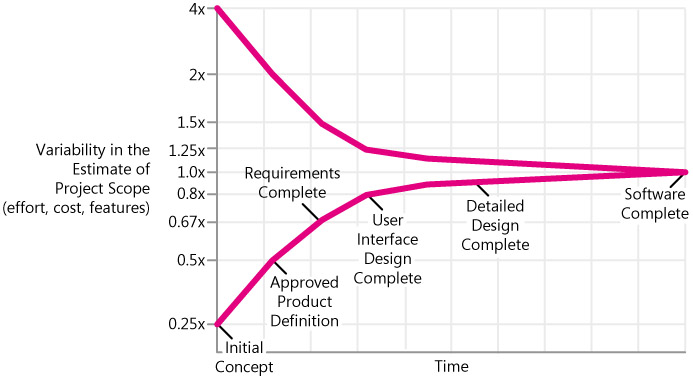 4x
2x
1.5x
1.25x
1.0x
0.8x
0.67x
0.5x
0.25x
Variability in the
Estimate of
Project Scope
(effort, cost, features)
Requirements
Complete
User
Interface
Design
Complete
Detailed
Design
Complete
Software
Complete
Approved
Product
Definition
Initial
Concept
Time